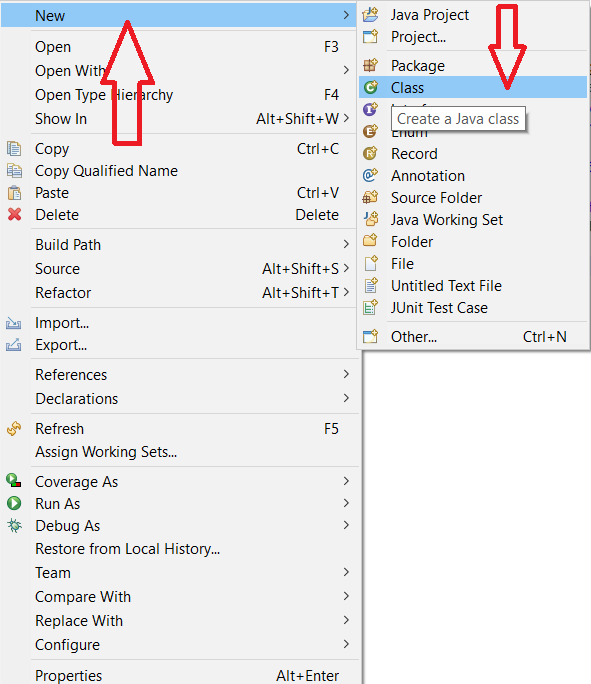 New
Open F3
Open With
Open Type Hierarchy F4
Show In Alt+Shift+W
Copy Ctrl+C
Copy Qualified Name
Paste Ctrl+V
Delete Delete
Build Path
Source Alt+Shift+S
Refactor Alt+Shift+T
Import...
Export...
References
Declarations
Refresh F5
Assign Working Sets...
Coverage As
Run As
Debug As
Restore from Local History...
Team
Compare With
Replace With
Configure
Properties Alt+Enter
Java Project
Project...
Package
Class
Create a Java class
Enum
Record
Annotation
Source Folder
Java Working Set
Folder
File
Untitled Text File
JUnit Test Case
Other... Ctrl+N